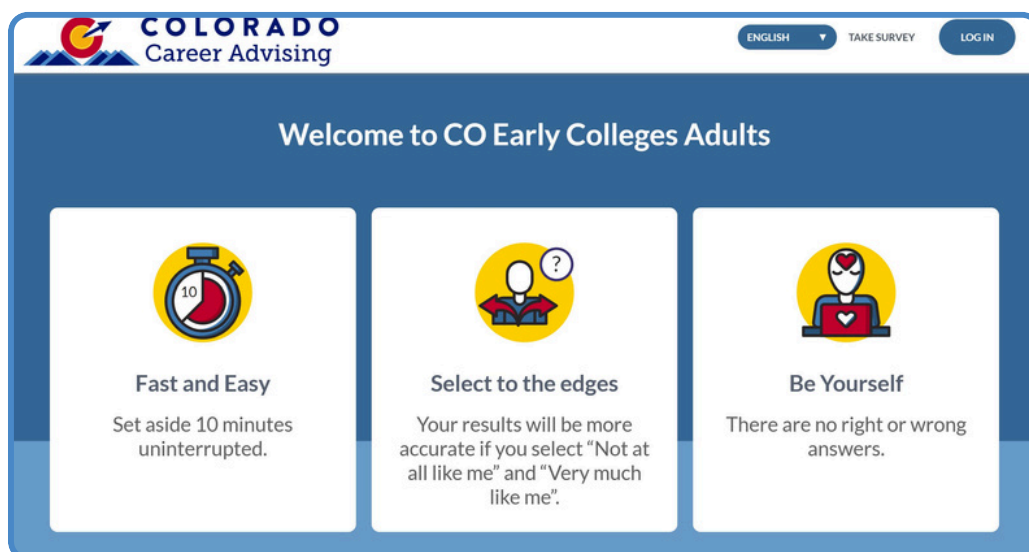 COLORADO
Career Advising
ENGLISH ▼
TAKE SURVEY
LOG IN
Welcome to CO Early Colleges Adults
10
Fast and Easy
Set aside 10 minutes
uninterrupted.
?
Select to the edges
Your results will be more
accurate if you select “Not at
all like me” and “Very much
like me”.
Be Yourself
There are no right or wrong
answers.